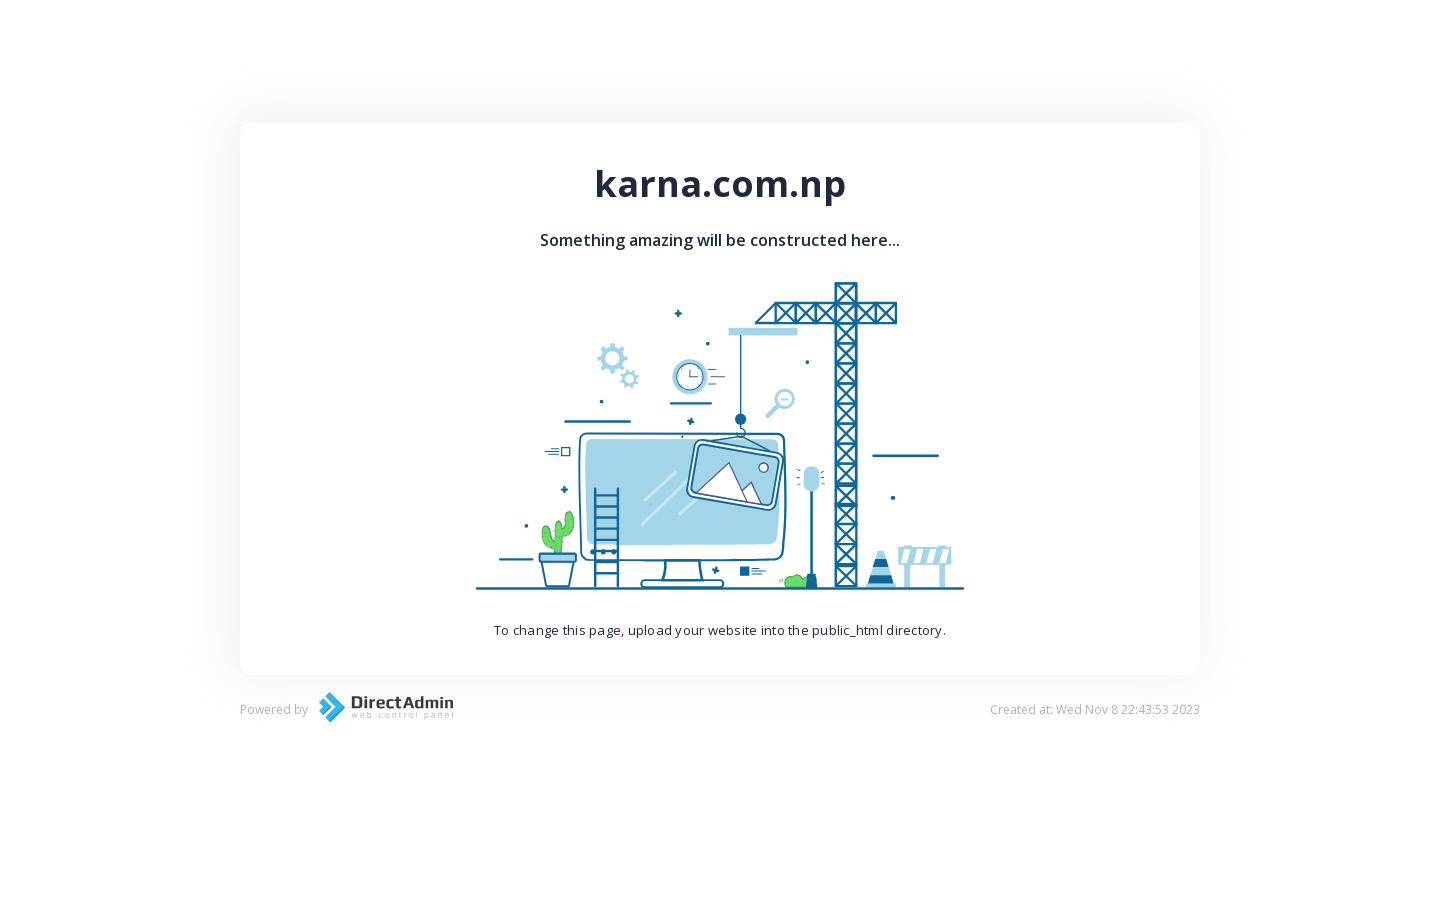 karna.com.np
Something amazing will be constructed here...
To change this page, upload your website into the public_html directory.
Powered by DirectAdmin
web control panel
Created at: Wed Nov 8 22:43:53 2023